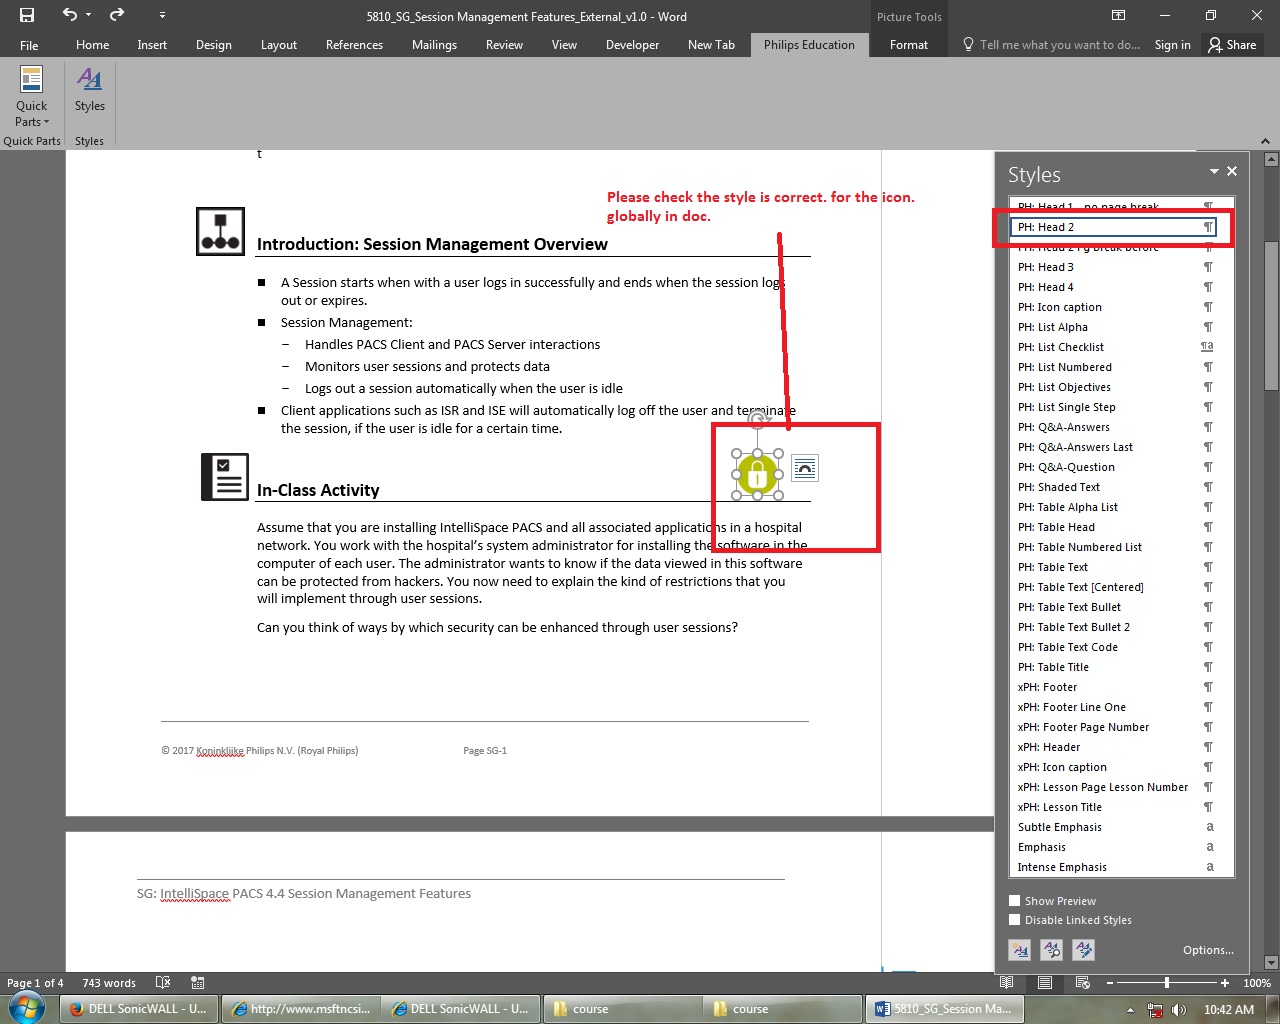 5810_SG_Session Management Features_External_v1.0 - Word
Picture Tools
File Home Insert Design Layout References Mailings Review View Developer New Tab Philips Education Format Tell me what you want to do... Sign in Share
Quick Parts
Styles
Quick Parts Styles
t
Please check the style is correct. for the icon.
globally in doc.
Introduction: Session Management Overview
A Session starts when with a user logs in successfully and ends when the session logs
out or expires.
Session Management:
– Handles PACS Client and PACS Server interactions
– Monitors user sessions and protects data
– Logs out a session automatically when the user is idle
Client applications such as ISR and ISE will automatically log off the user and terminate
the session, if the user is idle for a certain time.
In-Class Activity
Assume that you are installing IntelliSpace PACS and all associated applications in a hospital
network. You work with the hospital's system administrator for installing the software in the
computer of each user. The administrator wants to know if the data viewed in this software
can be protected from hackers. You now need to explain the kind of restrictions that you
will implement through user sessions.
Can you think of ways by which security can be enhanced through user sessions?
© 2017 Koninklijke Philips N.V. (Royal Philips) Page SG-1
SG: IntelliSpace PACS 4.4 Session Management Features
Styles
PH: Head 1 - no page break
PH: Head 2
PH: Head 2 Pg Break before
PH: Head 3
PH: Head 4
PH: Icon caption
PH: List Alpha
PH: List Checklist
PH: List Numbered
PH: List Objectives
PH: List Single Step
PH: Q&A-Answers
PH: Q&A-Answers Last
PH: Q&A-Question
PH: Shaded Text
PH: Table Alpha List
PH: Table Head
PH: Table Numbered List
PH: Table Text
PH: Table Text [Centered]
PH: Table Text Bullet
PH: Table Text Bullet 2
PH: Table Text Code
PH: Table Title
xPH: Footer
xPH: Footer Line One
xPH: Footer Page Number
xPH: Header
xPH: Icon caption
xPH: Lesson Page Lesson Number
xPH: Lesson Title
Subtle Emphasis a
Emphasis a
Intense Emphasis a
Show Preview
Disable Linked Styles
Options...
Page 1 of 4 743 words 100%
DELL SonicWALL - U... http://www.msftncsi... DELL SonicWALL - U... course course 5810_SG_Session Ma... 10:42 AM